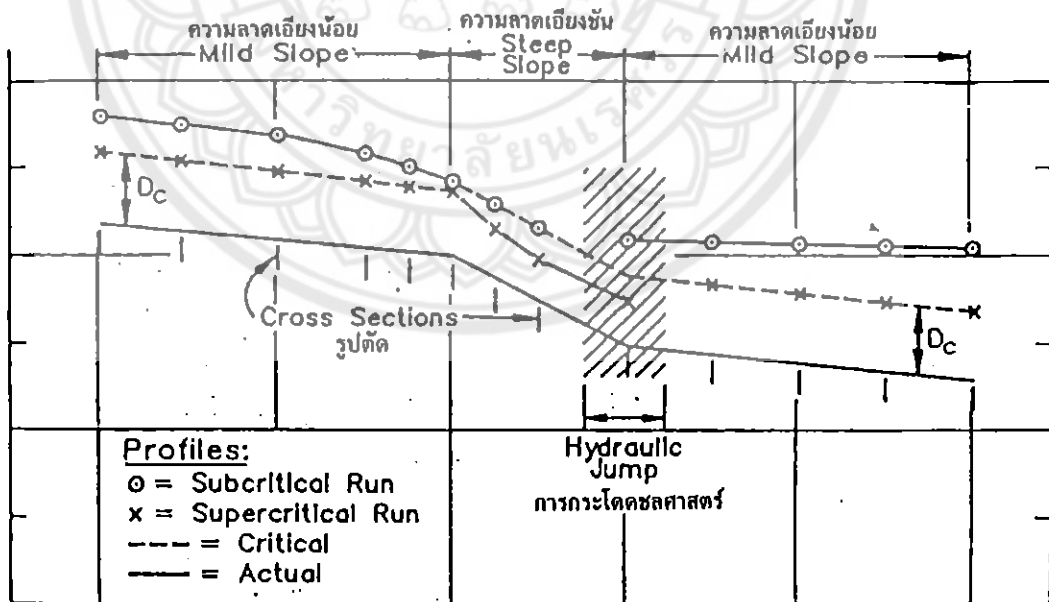 ความลาดเอียงน้อย
Mild Slope
ความลาดเอียงชัน
Steep
Slope
ความลาดเอียงน้อย
Mild Slope
Dc
Cross Sections
รูปตัด
Dc
Hydraulic
Jump
การกระโดดชลศาสตร์
Profiles:
⊙ = Subcritical Run
× = Supercritical Run
--- = Critical
— = Actual